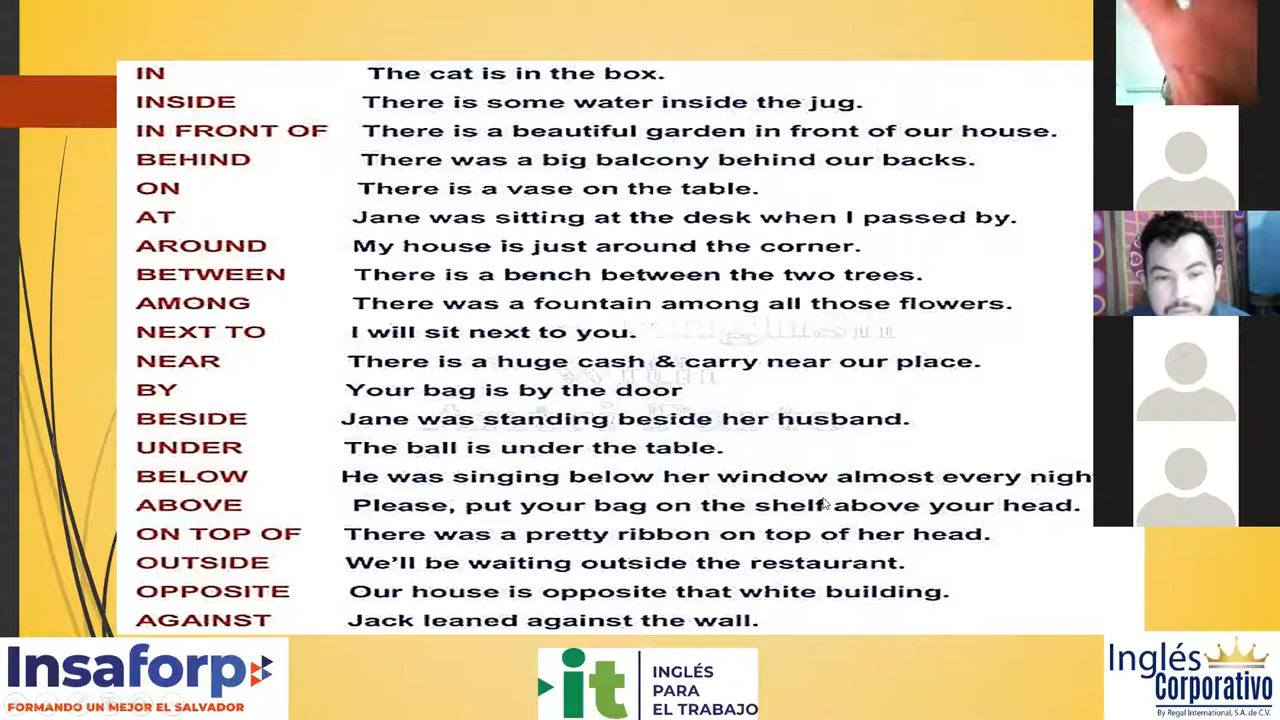 IN The cat is in the box.
INSIDE There is some water inside the jug.
IN FRONT OF There is a beautiful garden in front of our house.
BEHIND There was a big balcony behind our backs.
ON There is a vase on the table.
AT Jane was sitting at the desk when I passed by.
AROUND My house is just around the corner.
BETWEEN There is a bench between the two trees.
AMONG There was a fountain among all those flowers.
NEXT TO I will sit next to you.
NEAR There is a huge cash & carry near our place.
BY Your bag is by the door
BESIDE Jane was standing beside her husband.
UNDER The ball is under the table.
BELOW He was singing below her window almost every nigh
ABOVE Please, put your bag on the shelf above your head.
ON TOP OF There was a pretty ribbon on top of her head.
OUTSIDE We'll be waiting outside the restaurant.
OPPOSITE Our house is opposite that white building.
AGAINST Jack leaned against the wall.
Insaforp
FORMANDO UN MEJOR EL SALVADOR
it
INGLÉS
PARA
EL TRABAJO
Inglés
Corporativo
By Regal International, S.A. de C.V.